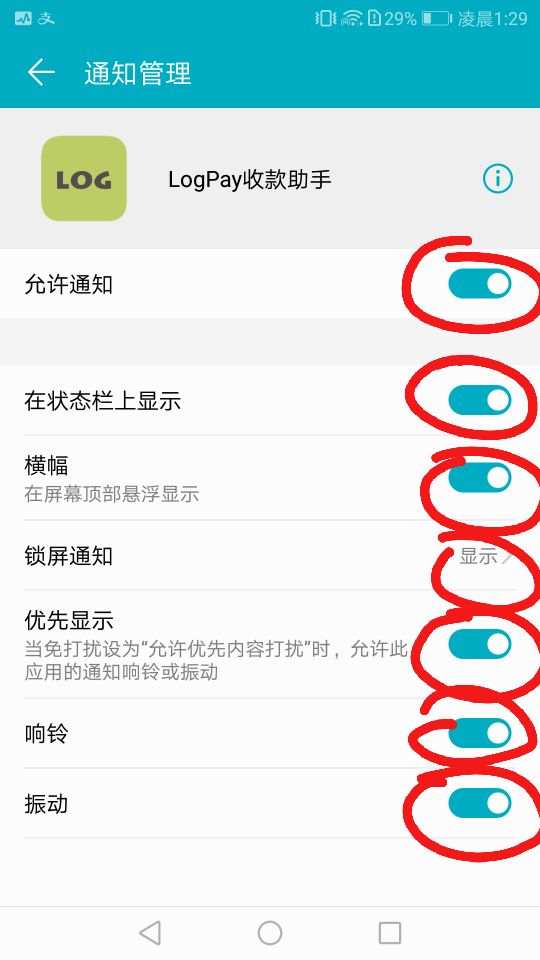 支 29% 凌晨1:29
通知管理
LOG LogPay收款助手
允许通知
在状态栏上显示
横幅
在屏幕顶部悬浮显示
锁屏通知 显示
优先显示
当免打扰设为“允许优先内容打扰”时，允许此
应用的通知响铃或振动
响铃
振动